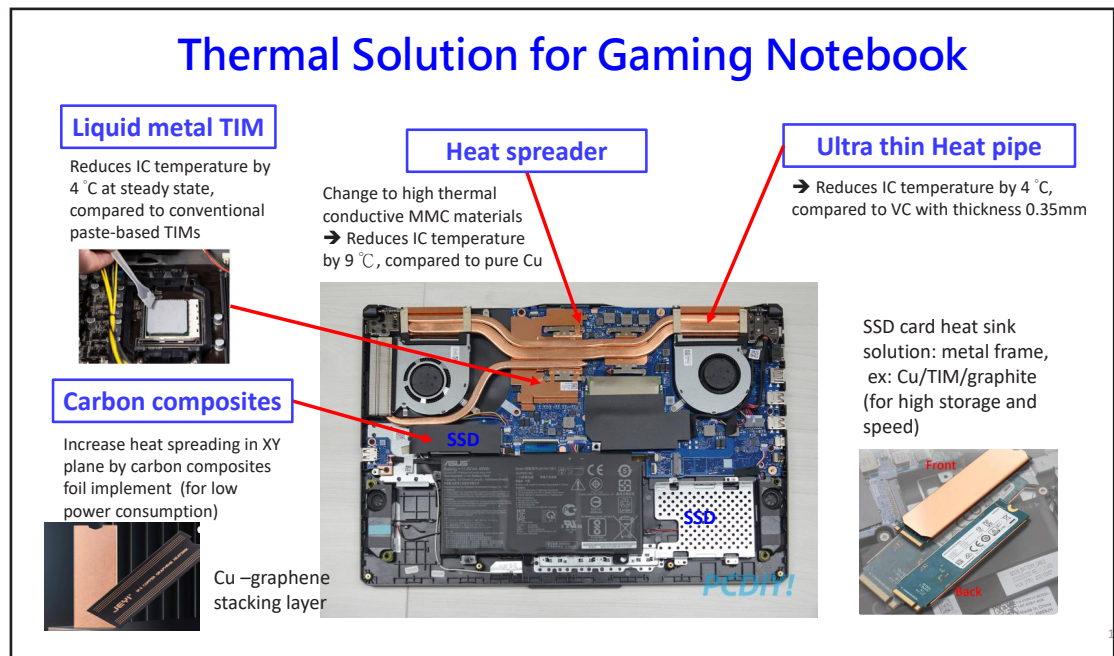 Thermal Solution for Gaming Notebook
Liquid metal TIM
Reduces IC temperature by
4 °C at steady state,
compared to conventional
paste-based TIMs
Heat spreader
Change to high thermal
conductive MMC materials
➔ Reduces IC temperature
by 9 ℃, compared to pure Cu
Ultra thin Heat pipe
➔ Reduces IC temperature by 4 °C,
compared to VC with thickness 0.35mm
SSD card heat sink
solution: metal frame,
ex: Cu/TIM/graphite
(for high storage and
speed)
Carbon composites
Increase heat spreading in XY
plane by carbon composites
foil implement (for low
power consumption)
Cu –graphene
stacking layer
SSD
SSD
ASUS
PCDIY!
JEYI
Front
Back
1